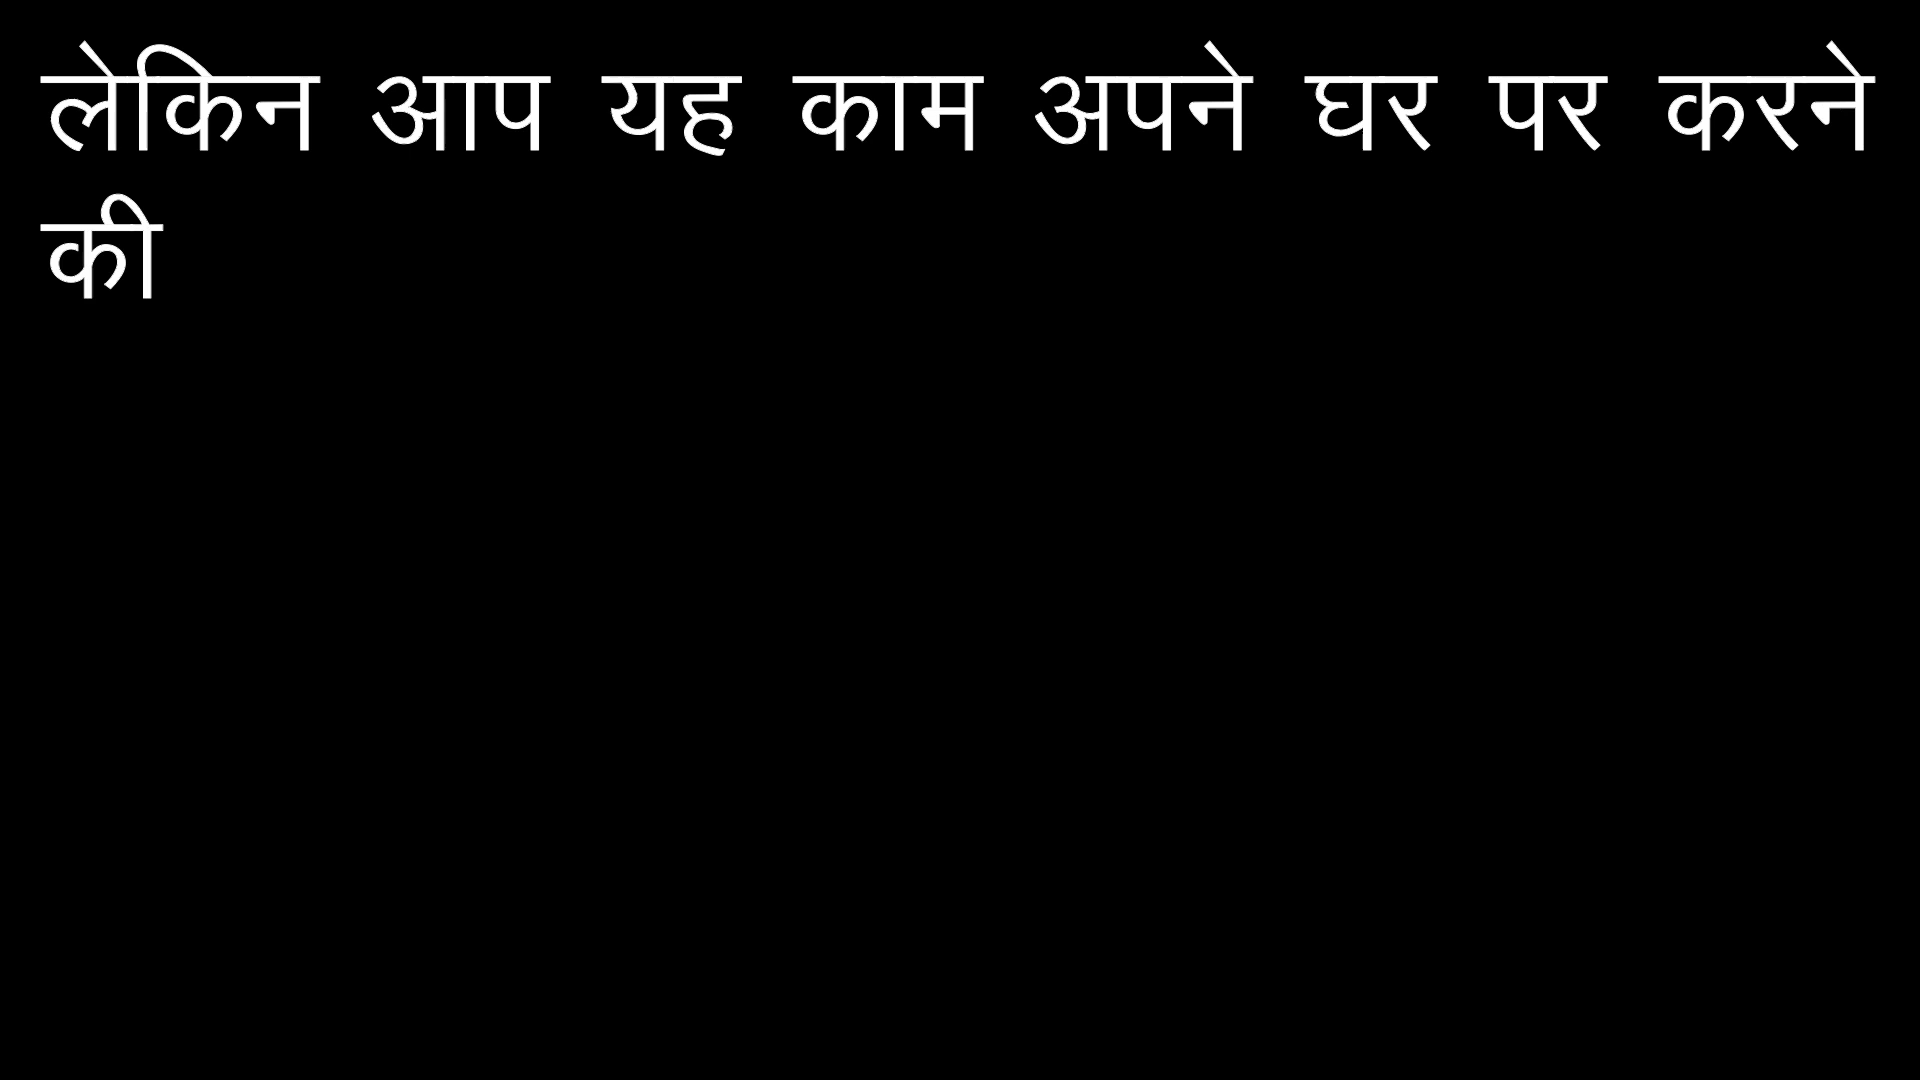 लेकिन आप यह काम अपने घर पर करने
की